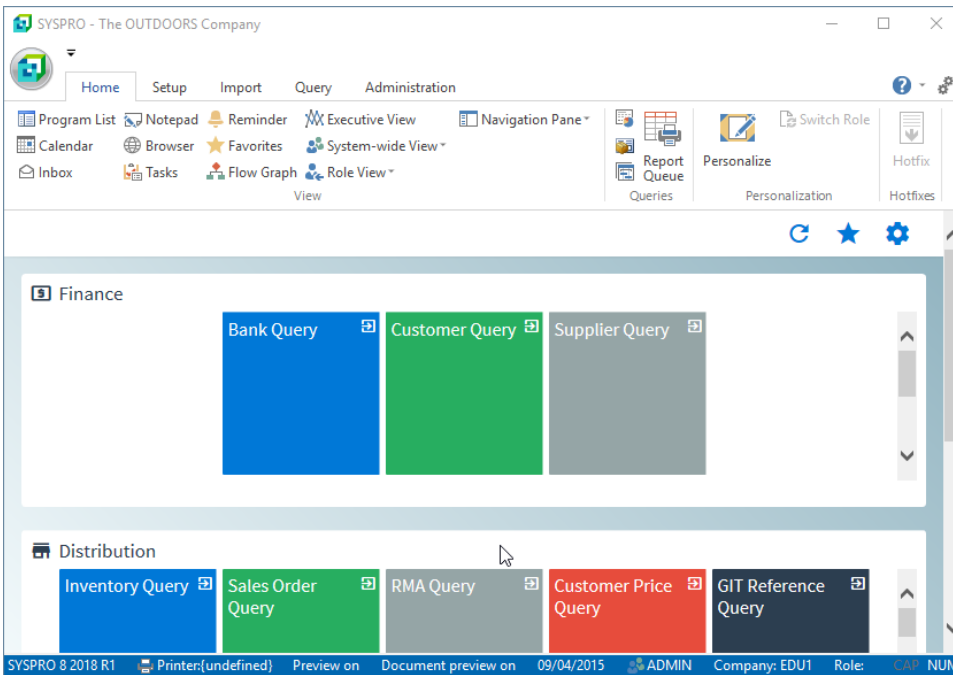 SYSPRO - The OUTDOORS Company
Home Setup Import Query Administration
Program List Notepad Reminder Executive View Navigation Pane
Calendar Browser Favorites System-wide View
Inbox Tasks Flow Graph Role View
View
Report
Queue
Queries
Personalize
Switch Role
Personalization
Hotfix
Hotfixes
Finance
Bank Query
Customer Query
Supplier Query
Distribution
Inventory Query
Sales Order
Query
RMA Query
Customer Price
Query
GIT Reference
Query
SYSPRO 8 2018 R1 Printer:{undefined} Preview on Document preview on 09/04/2015 ADMIN Company: EDU1 Role: CAP NUM